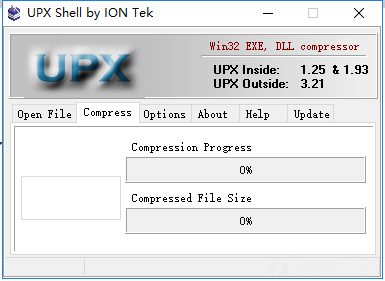 UPX Shell by ION Tek
UPX
Win32 EXE, DLL compressor
UPX Inside: 1.25 & 1.93
UPX Outside: 3.21
Open File Compress Options About Help Update
Compression Progress
0%
Compressed File Size
0%